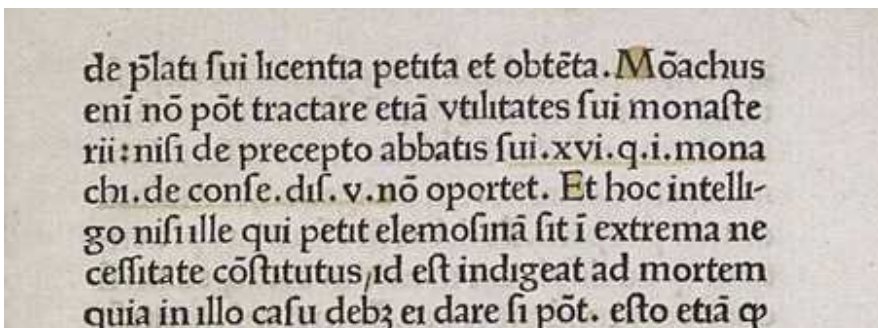 de p̄lati ſui licentia petita et obtēta. Mōachus
enī nō pōt tractare etiā vtilitates ſui monaſte
rii: niſi de precepto abbatis ſui. xvi. q. i. mona
chi. de conſe. diſ. v. nō oportet. Et hoc intelli-
go niſi ille qui petit elemoſinā ſit ī extrema ne
ceſſitate cōſtitutus, id eſt indigeat ad mortem
quia in illo caſu debꝫ ei dare ſi pōt. eſto etiā ꝙ